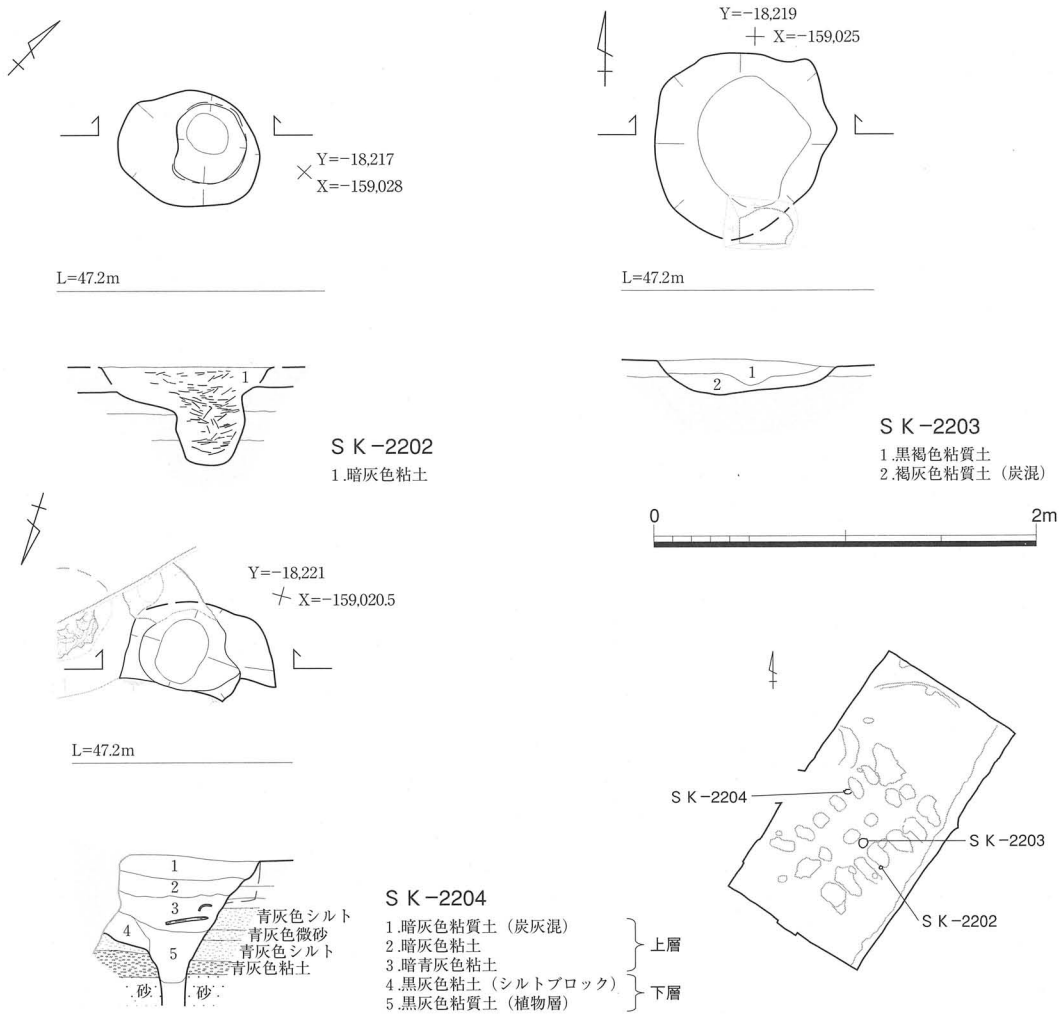 Y=−18,217
X=−159,028
L=47.2m
1
SK−2202
1.暗灰色粘土
Y=−18,219
X=−159,025
L=47.2m
1
2
SK−2203
1.黒褐色粘質土
2.褐灰色粘質土（炭混）
0
2m
Y=−18,221
X=−159,020.5
L=47.2m
1
2
3
4
5
青灰色シルト
青灰色微砂
青灰色シルト
青灰色粘土
砂
砂
SK−2204
1.暗灰色粘質土（炭灰混）
2.暗灰色粘土
3.暗青灰色粘土
上層
4.黒灰色粘土（シルトブロック）
5.黒灰色粘質土（植物層）
下層
SK−2204
SK−2203
SK−2202